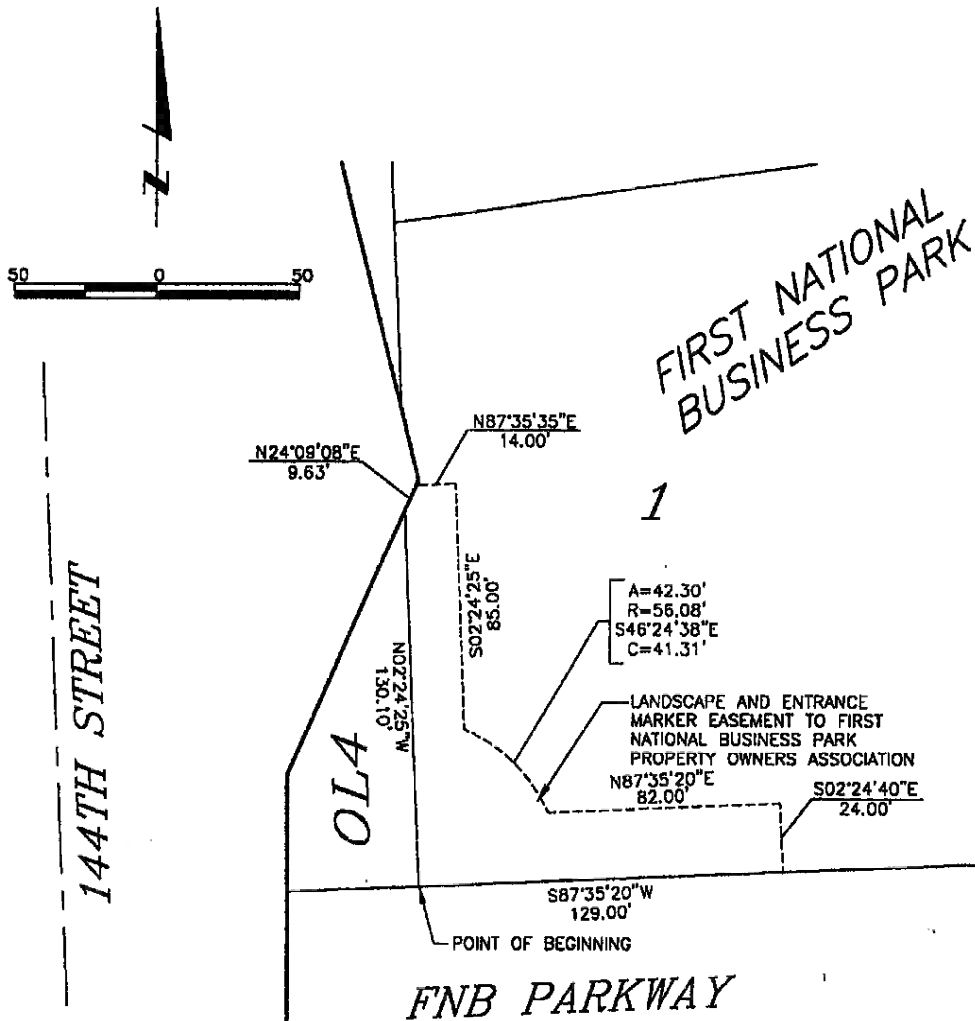 N
50 0 50
FIRST NATIONAL
BUSINESS PARK
N87°35'35"E
14.00'
N24°09'08"E
9.63'
1
144TH STREET
S02°24'25"E
85.00'
A=42.30'
R=56.08'
S46°24'38"E
C=41.31'
N02°24'25"W
130.10'
LANDSCAPE AND ENTRANCE
MARKER EASEMENT TO FIRST
NATIONAL BUSINESS PARK
PROPERTY OWNERS ASSOCIATION
N87°35'20"E
82.00'
S02°24'40"E
24.00'
OL4
S87°35'20"W
129.00'
POINT OF BEGINNING
FNB PARKWAY